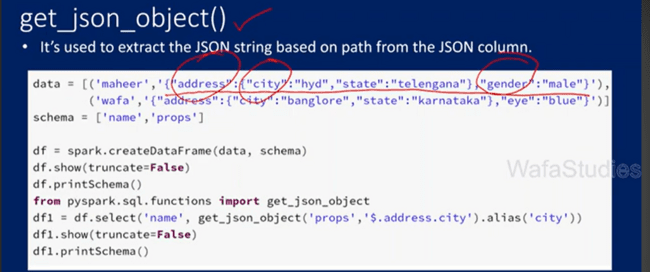 get_json_object()
• It's used to extract the JSON string based on path from the JSON column.
data = [('maheer','{"address":{"city":"hyd","state":"telengana"},"gender":"male"}'),
('wafa','{"address":{"city":"banglore","state":"karnataka"},"eye":"blue"}')]
schema = ['name','props']
df = spark.createDataFrame(data, schema)
df.show(truncate=False)
WafaStudies
df.printSchema()
from pyspark.sql.functions import get_json_object
df1 = df.select('name', get_json_object('props','$.address.city').alias('city'))
df1.show(truncate=False)
df1.printSchema()